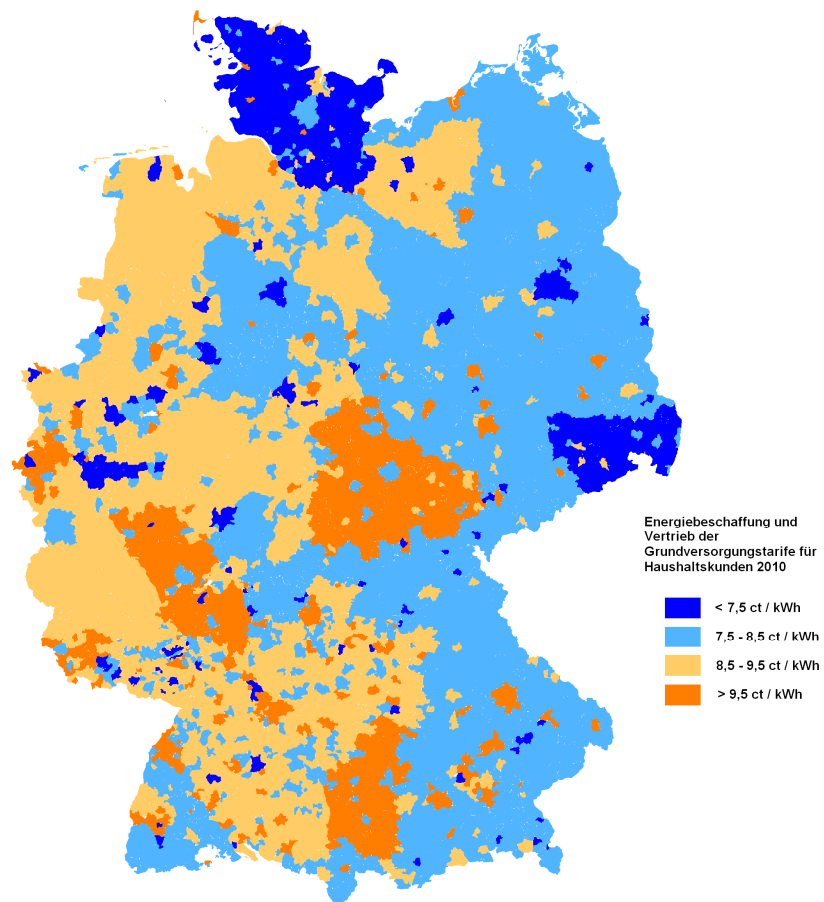 Energiebeschaffung und
Vertrieb der
Grundversorgungstarife für
Haushaltskunden 2010
< 7,5 ct / kWh
7,5 - 8,5 ct / kWh
8,5 - 9,5 ct / kWh
> 9,5 ct / kWh